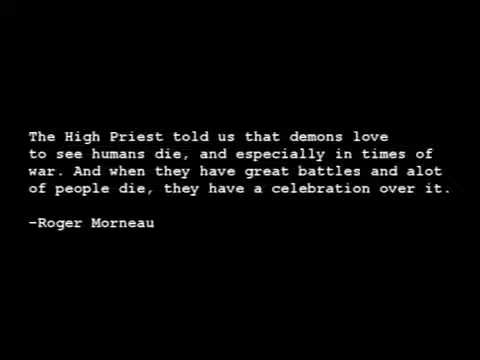 The High Priest told us that demons love
to see humans die, and especially in times of
war. And when they have great battles and alot
of people die, they have a celebration over it.
-Roger Morneau